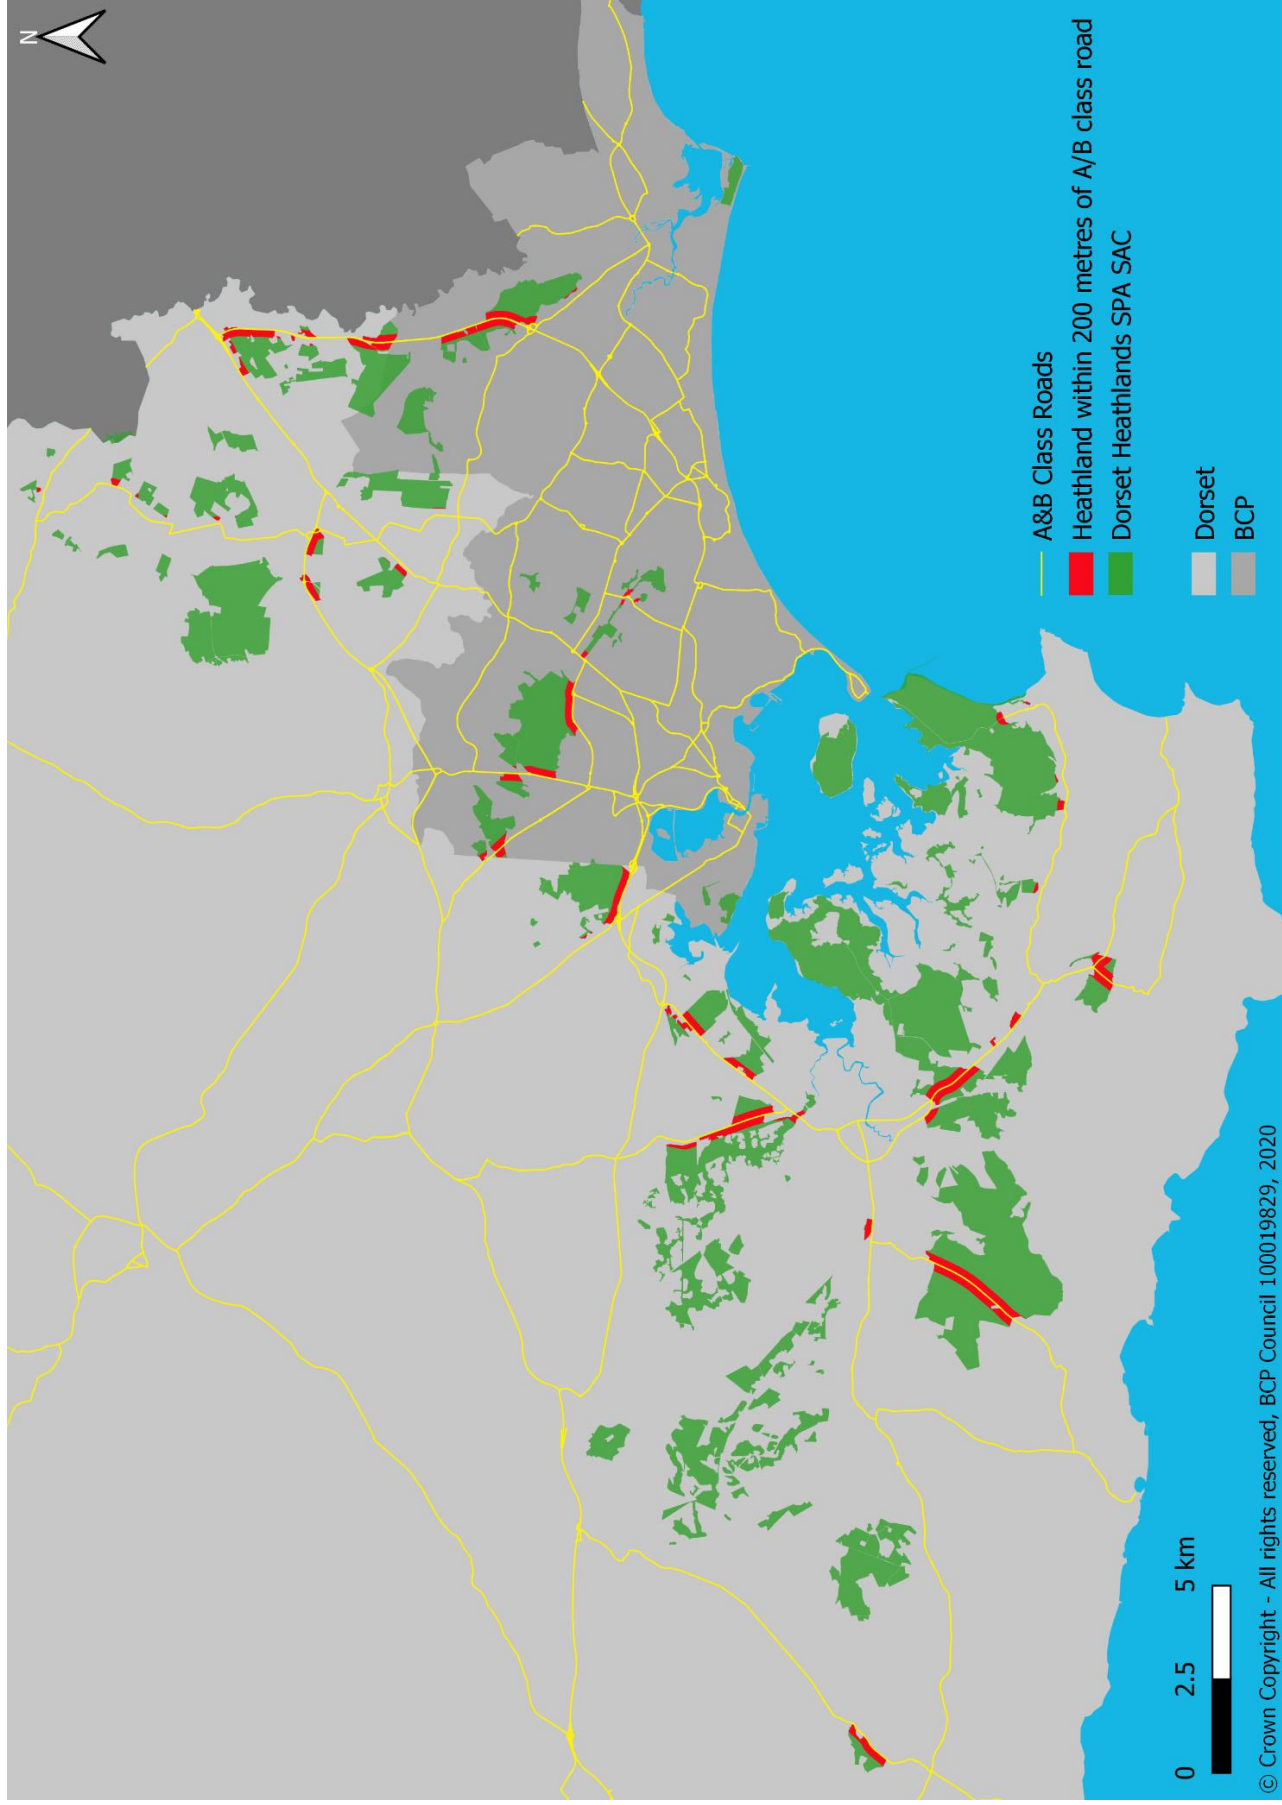 N
A&B Class Roads
Heathland within 200 metres of A/B class road
Dorset Heathlands SPA SAC
Dorset
BCP
0 2.5 5 km
© Crown Copyright - All rights reserved, BCP Council 100019829, 2020